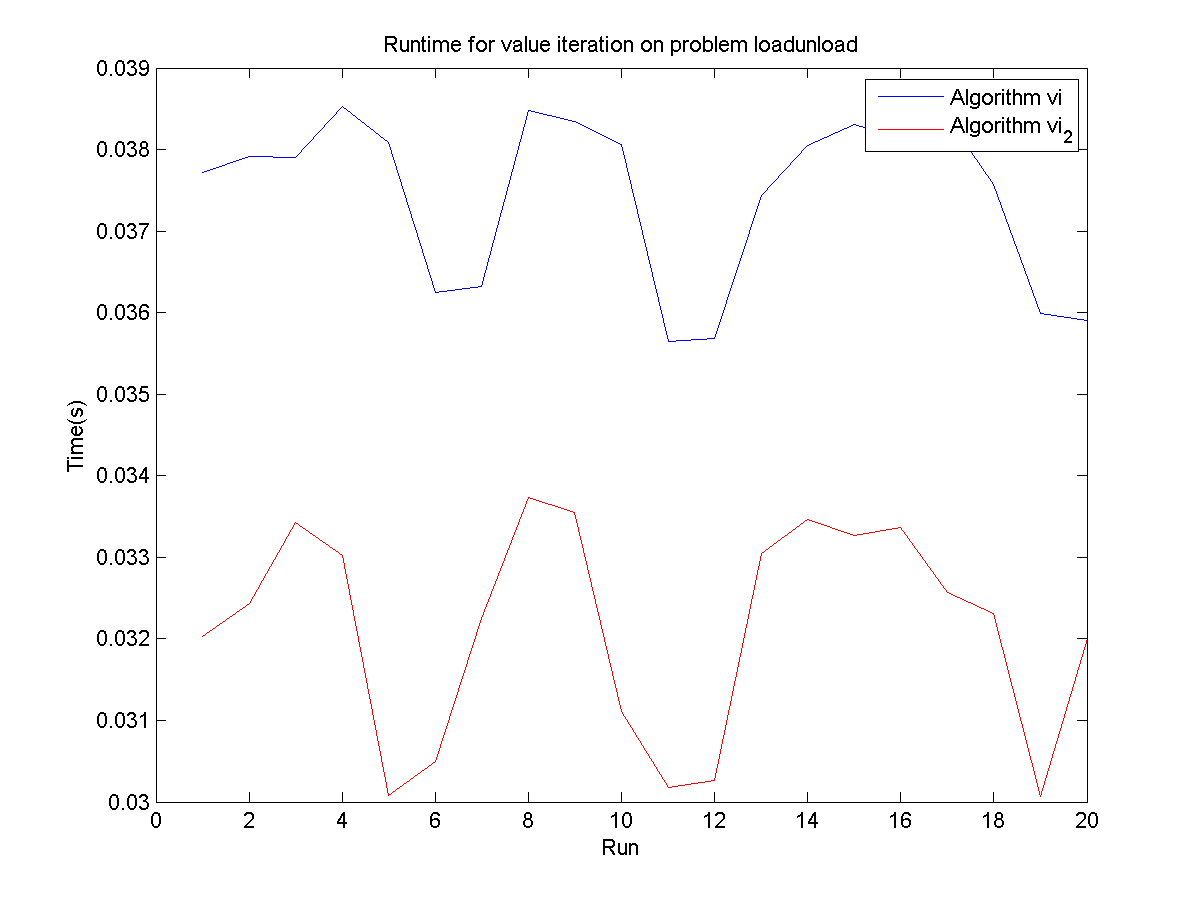 Runtime for value iteration on problem loadunload
Algorithm vi
Algorithm vi2
0.039
0.038
0.037
0.036
0.035
0.034
0.033
0.032
0.031
0.03
Time(s)
0 2 4 6 8 10 12 14 16 18 20
Run